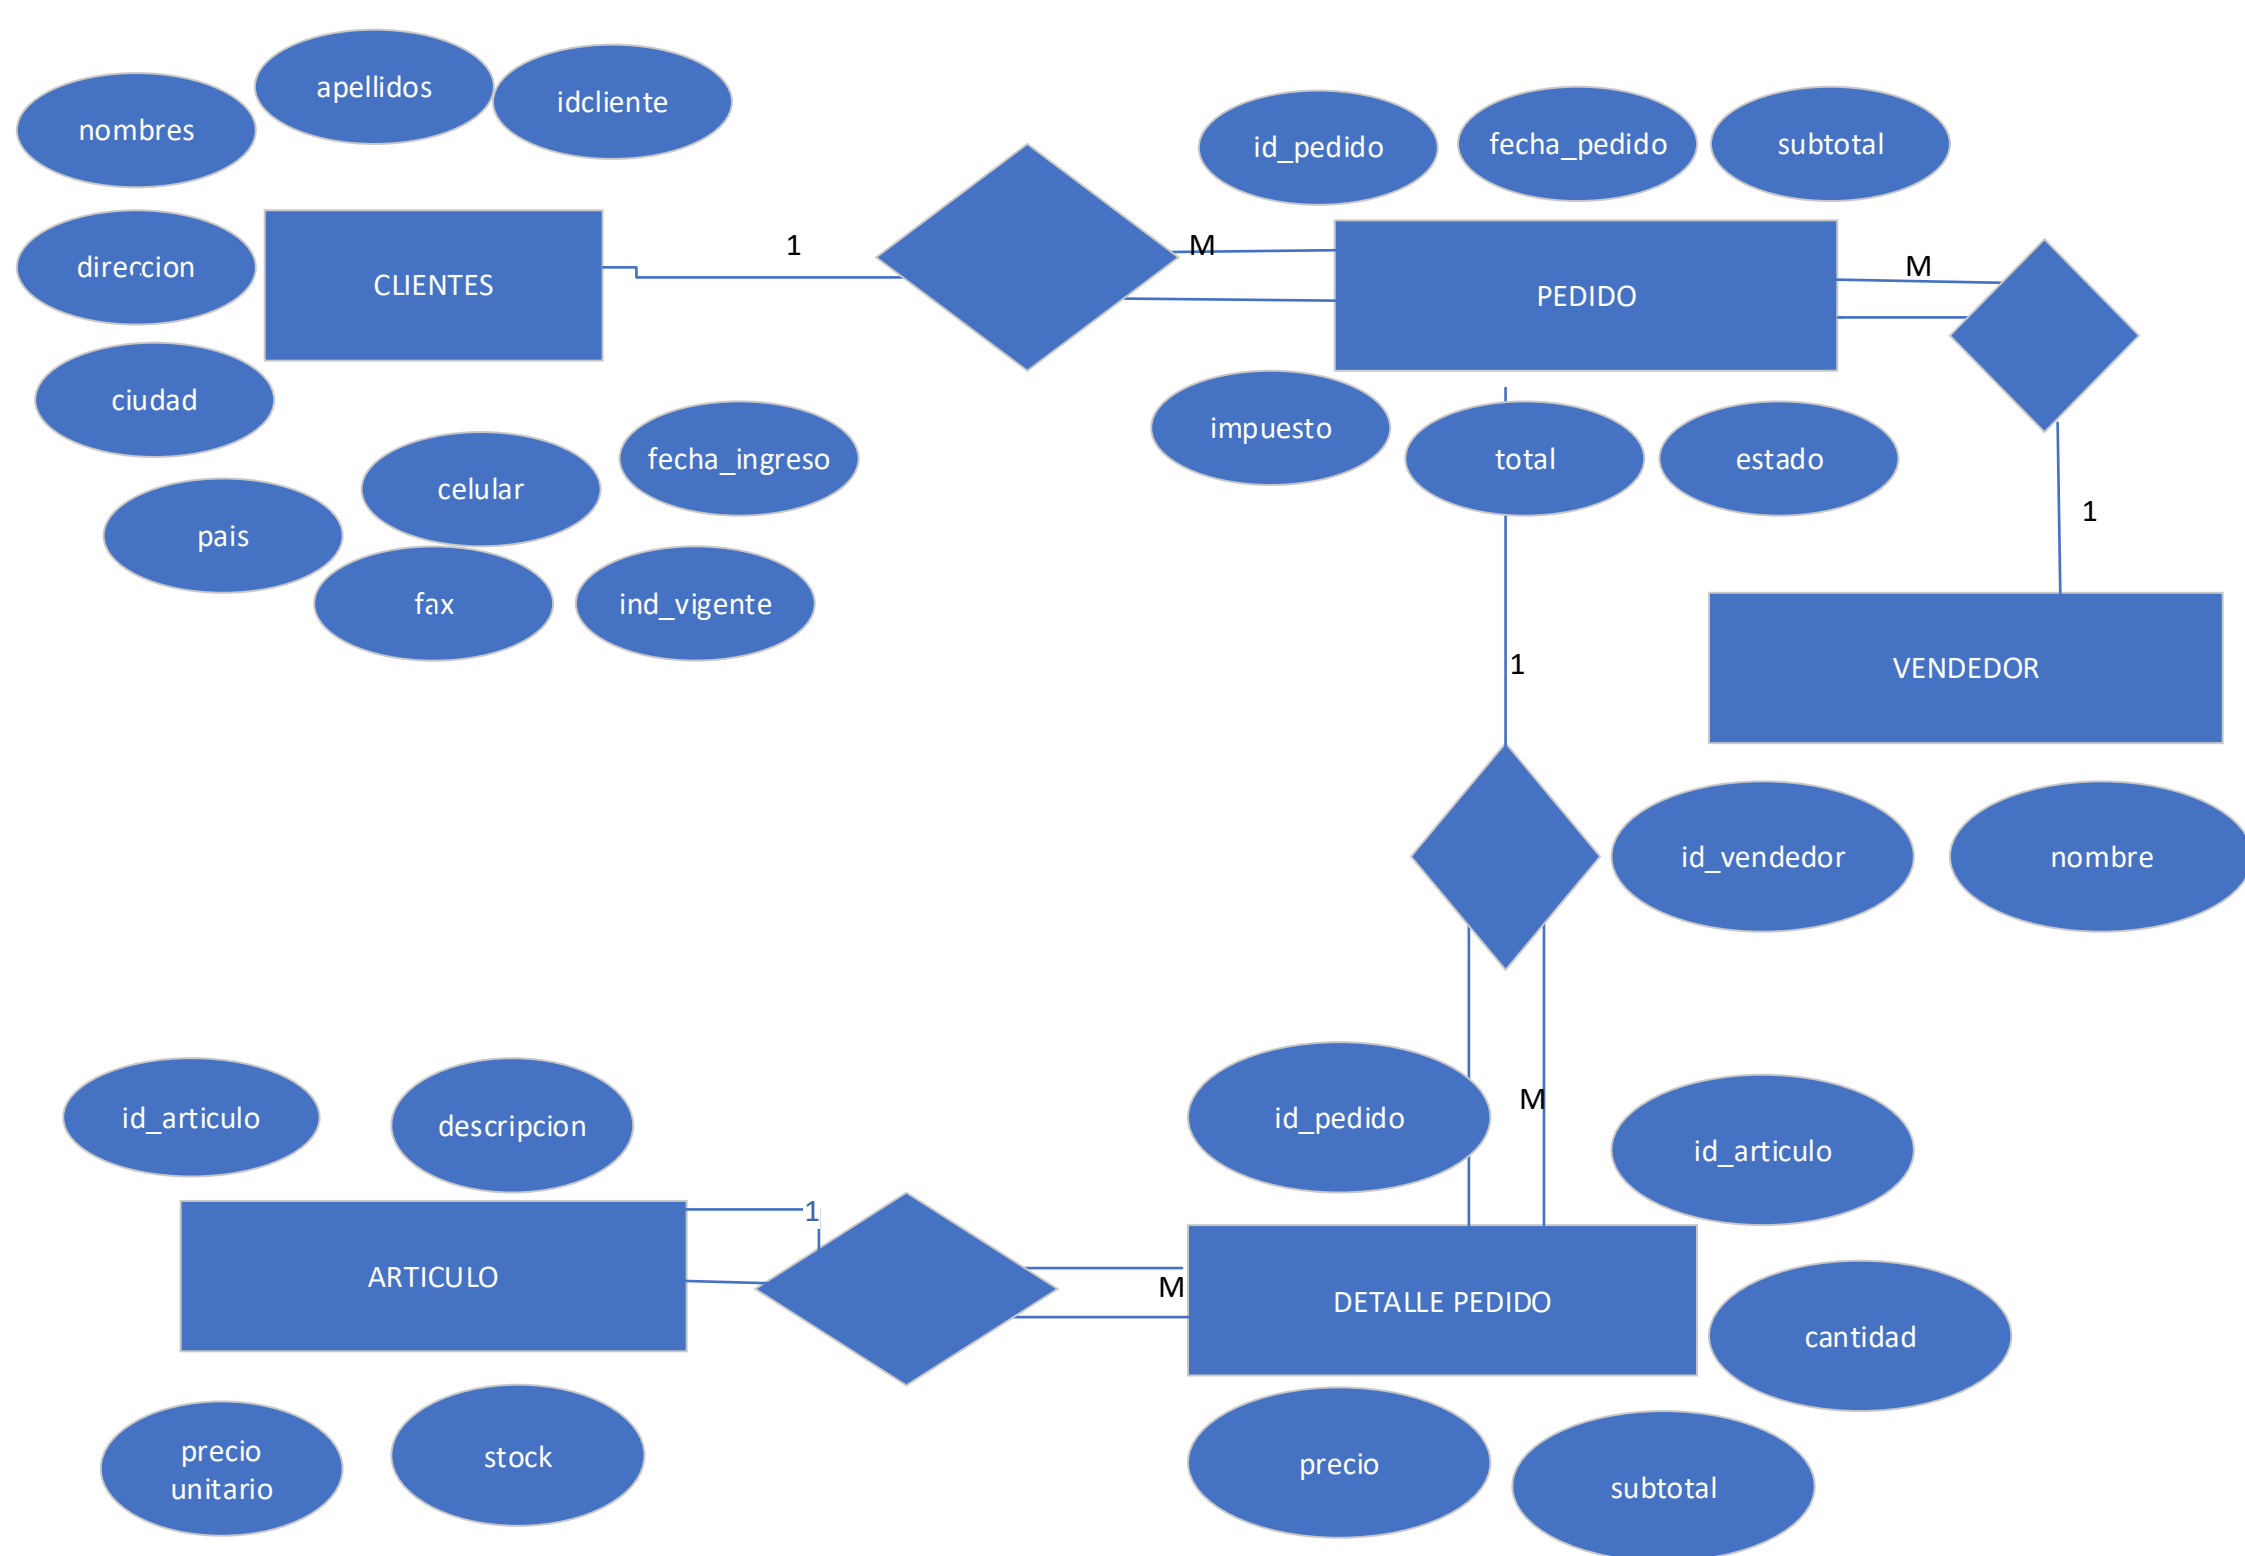 apellidos
idcliente
nombres
id_pedido
fecha_pedido
subtotal
direccion
CLIENTES
1
M
PEDIDO
M
ciudad
impuesto
total
estado
fecha_ingreso
celular
pais
fax
ind_vigente
1
1
VENDEDOR
id_vendedor
nombre
id_articulo
descripcion
id_pedido
M
id_articulo
1
ARTICULO
M
DETALLE PEDIDO
cantidad
precio
unitario
stock
precio
subtotal